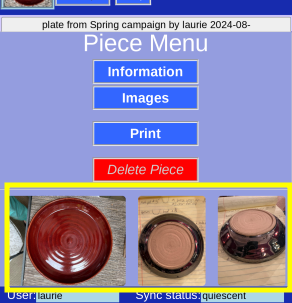 plate from Spring campaign by laurie 2024-08-
Piece Menu
Information
Images
Print
Delete Piece
User: laurie Sync status: quiescent